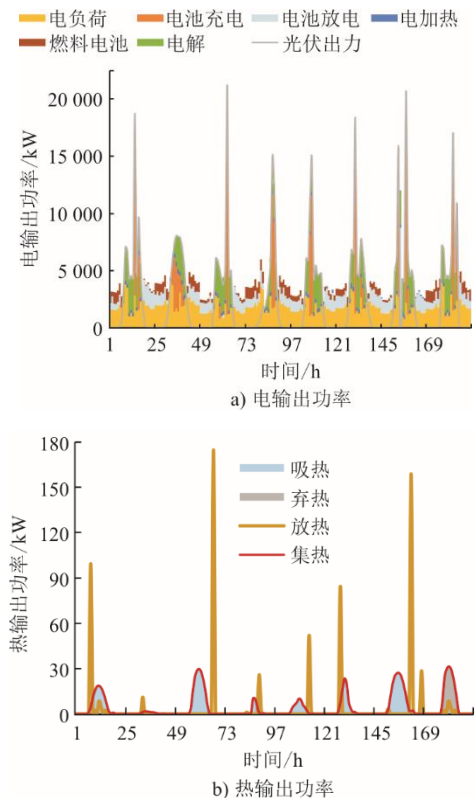 电负荷 电池充电 电池放电 电加热
燃料电池 电解 光伏出力
电输出功率/kW
20 000
15 000
10 000
5 000
0
1 25 49 73 97 121 145 169
时间/h
a) 电输出功率
热输出功率/kW
180
150
120
90
60
30
0
吸热
弃热
放热
集热
1 25 49 73 97 121 145 169
时间/h
b) 热输出功率